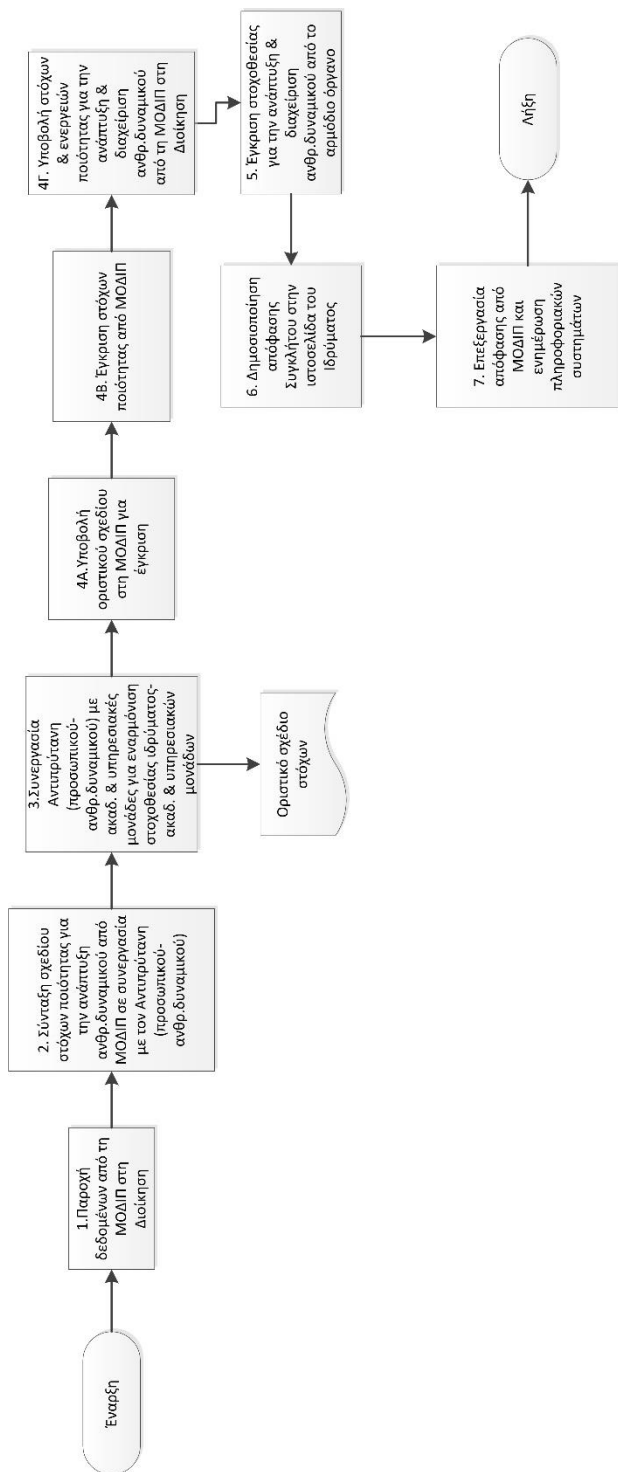 Έναρξη
1.Παροχή
δεδομένων από τη
ΜΟΔΙΠ στη
Διοίκηση
2. Σύνταξη σχεδίου
στόχων ποιότητας για
την ανάπτυξη
ανθρ.δυναμικού από
ΜΟΔΙΠ σε συνεργασία
με τον Αντιπρύτανη
(προσωπικού-
ανθρ.δυναμικού)
3.Συνεργασία
Αντιπρύτανη
(προσωπικού-
ανθρ.δυναμικού) με
ακαδ. & υπηρεσιακές
μονάδες για εναρμόνιση
στοχοθεσίας ιδρύματος-
ακαδ. & υπηρεσιακών
μονάδων
Οριστικό σχέδιο
στόχων
4Α.Υποβολή
οριστικού σχεδίου
στη ΜΟΔΙΠ για
έγκριση
4Β. Έγκριση στόχων
ποιότητας από ΜΟΔΙΠ
4Γ. Υποβολή στόχων
& ενεργειών
ποιότητας για την
ανάπτυξη &
διαχείριση
ανθρ.δυναμικού
από τη ΜΟΔΙΠ στη
Διοίκηση
5. Έγκριση στοχοθεσίας
για την ανάπτυξη &
διαχείριση
ανθρ.δυναμικού από το
αρμόδιο όργανο
6. Δημοσιοποίηση
απόφασης
Συγκλήτου στην
ιστοσελίδα του
Ιδρύματος
7. Επεξεργασία
απόφασης από
ΜΟΔΙΠ και
ενημέρωση
πληροφοριακών
συστημάτων
Λήξη